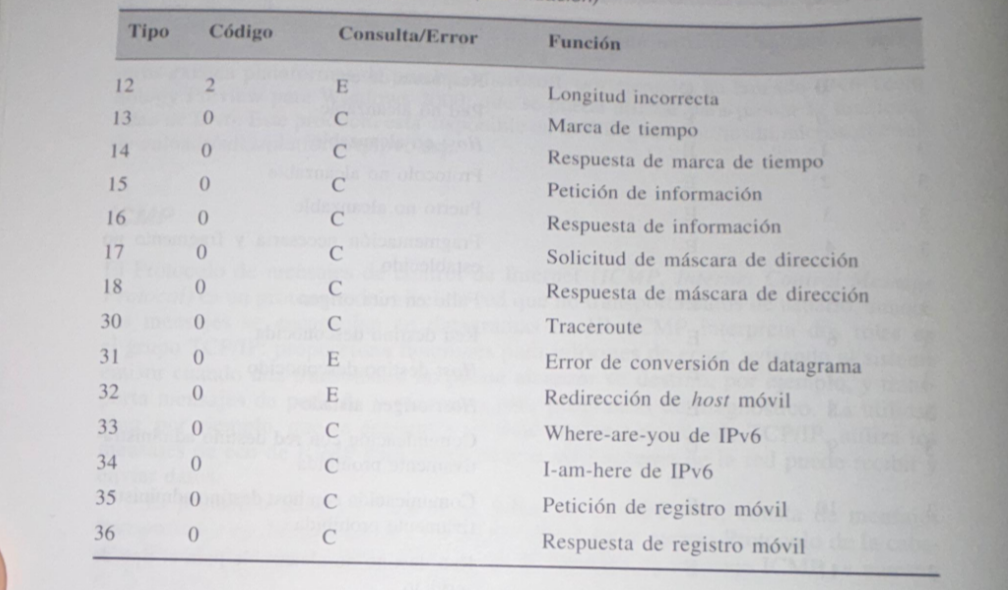 Tipo Código Consulta/Error Función
12 2 E Longitud incorrecta
13 0 C Marca de tiempo
14 0 C Respuesta de marca de tiempo
15 0 C Petición de información
16 0 C Respuesta de información
17 0 C Solicitud de máscara de dirección
18 0 C Respuesta de máscara de dirección
30 0 C Traceroute
31 0 E Error de conversión de datagrama
32 0 E Redirección de host móvil
33 0 C Where-are-you de IPv6
34 0 C I-am-here de IPv6
35 0 C Petición de registro móvil
36 0 C Respuesta de registro móvil